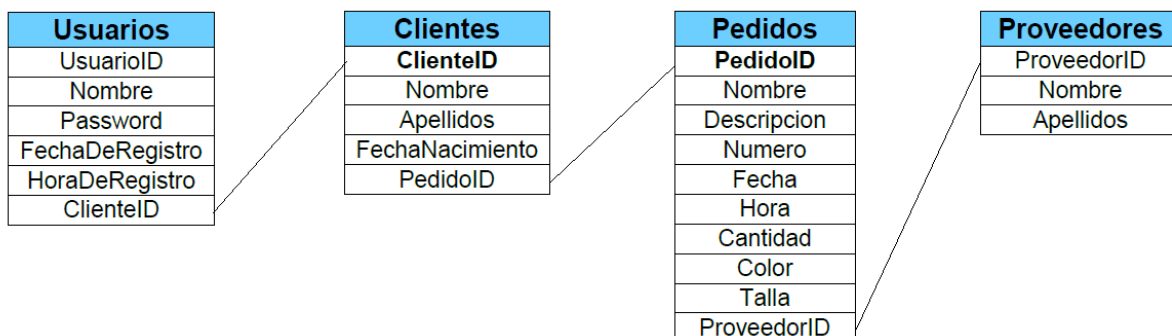 Usuarios
UsuarioID
Nombre
Password
FechaDeRegistro
HoraDeRegistro
ClienteID
Clientes
ClienteID
Nombre
Apellidos
FechaNacimiento
PedidoID
Pedidos
PedidoID
Nombre
Descripcion
Numero
Fecha
Hora
Cantidad
Color
Talla
ProveedorID
Proveedores
ProveedorID
Nombre
Apellidos